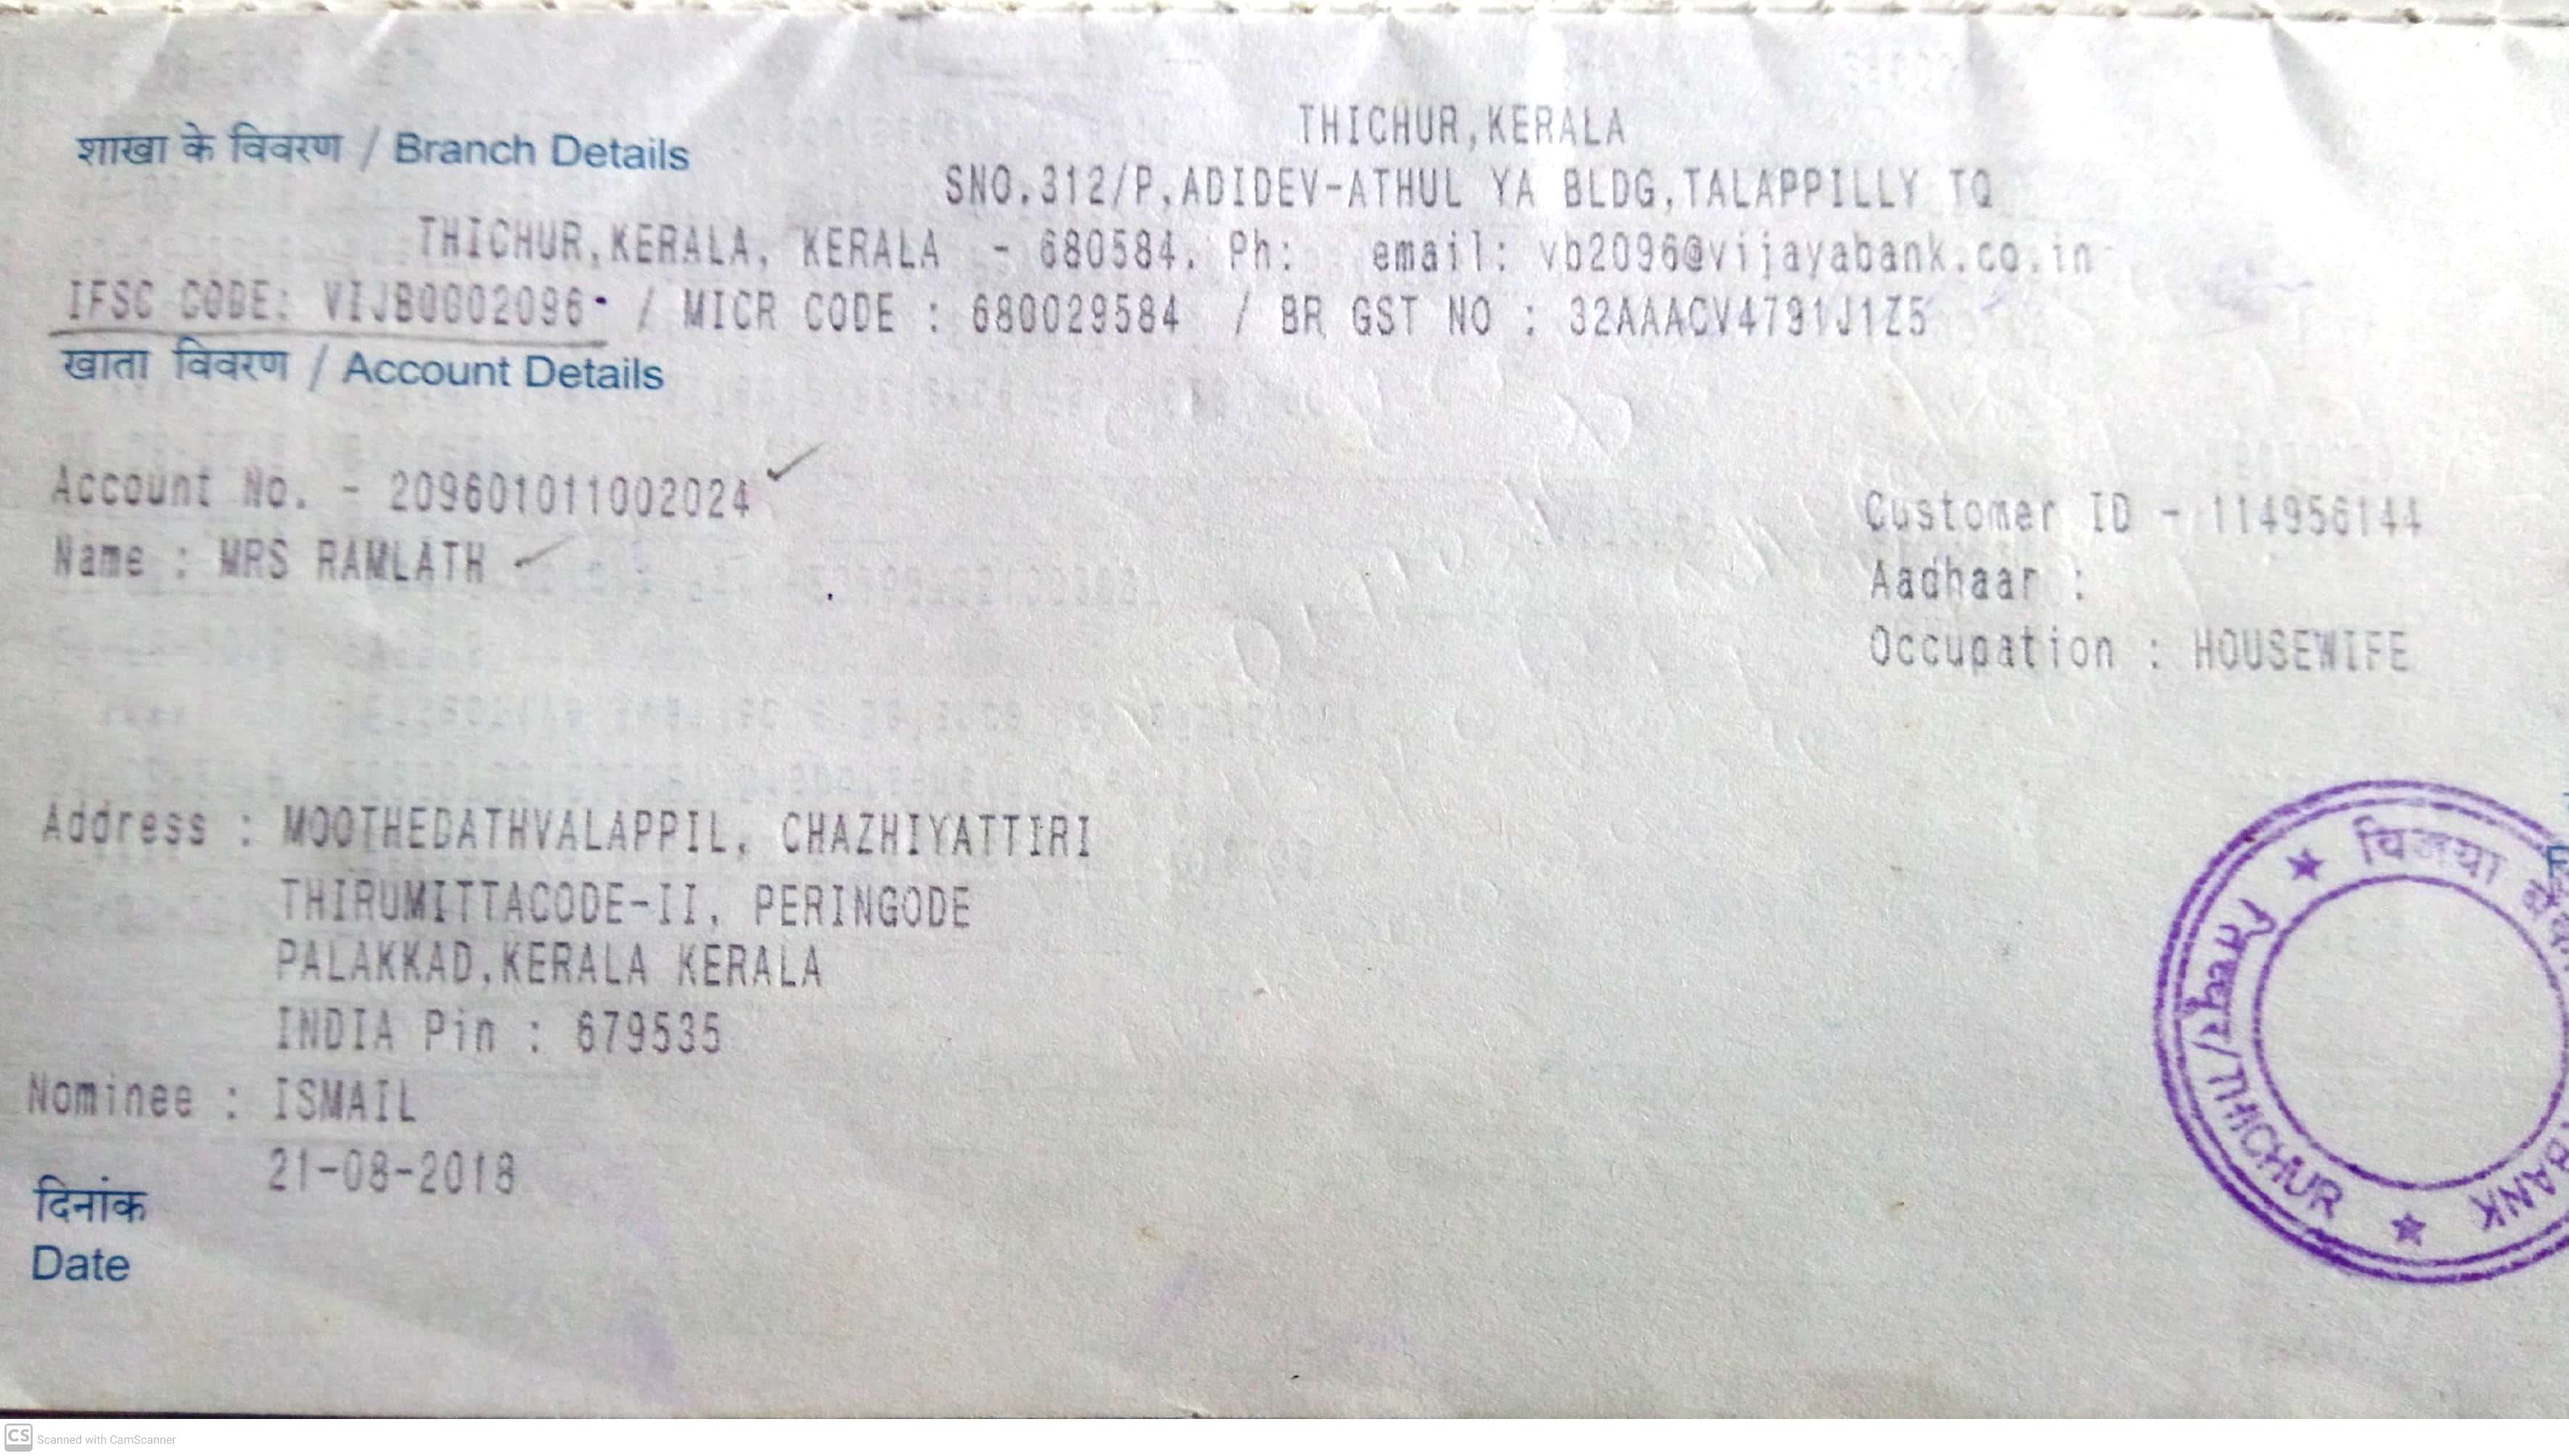 THICHUR,KERALA
शाखा के विवरण / Branch Details
SNO.312/P,ADIDEV-ATHUL YA BLDG,TALAPPILLY TQ
THICHUR,KERALA, KERALA - 680584. Ph: email: vb2096@vijayabank.co.in
IFSC CODE: VIJB0002096 / MICR CODE : 680029584 / BR GST NO : 32AAACV4791J1Z5
खाता विवरण / Account Details
Account No. - 209601011002024
Customer ID - 114956144
Name : MRS RAMLATH
Aadhaar :
Occupation : HOUSEWIFE
Address : MOOTHEDATHVALAPPIL, CHAZHIYATTIRI
THIRUMITTACODE-II, PERINGODE
PALAKKAD,KERALA KERALA
INDIA Pin : 679535
Nominee : ISMAIL
21-08-2018
दिनांक
Date
★ विजया बैंक
BANK ★
/THICHUR
CS Scanned with CamScanner